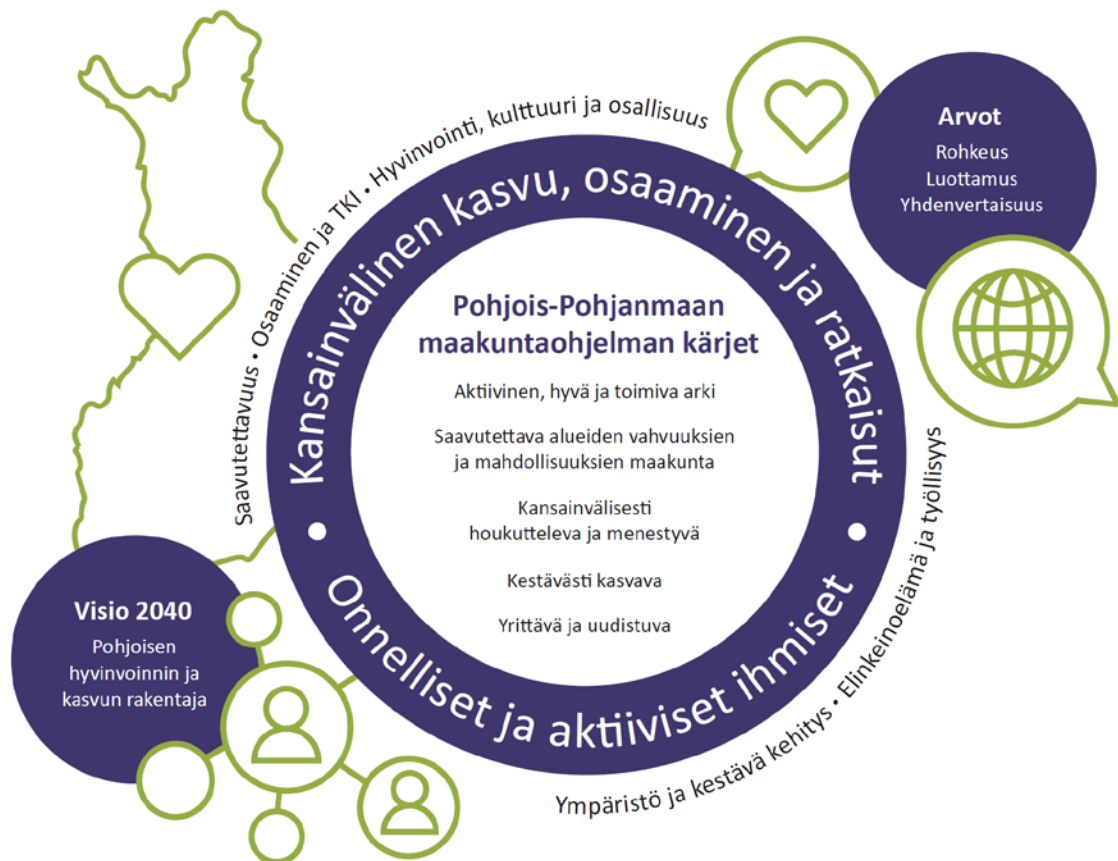 Saavutettavuus • Osaaminen ja TKI • Hyvinvointi, kulttuuri ja osallisuus
Kansainvälinen kasvu, osaaminen ja ratkaisut
Arvot
Rohkeus
Luottamus
Yhdenvertaisuus
Pohjois-Pohjanmaan
maakuntaohjelman kärjet
Aktiivinen, hyvä ja toimiva arki
Saavutettava alueiden vahvuuksien
ja mahdollisuuksien maakunta
Kansainvälisesti
houkutteleva ja menestyvä
Kestävästi kasvava
Yrittävä ja uudistuva
Visio 2040
Pohjoisen
hyvinvoinnin ja
kasvun rakentaja
• Onnelliset ja aktiiviset ihmiset •
Ympäristö ja kestävä kehitys • Elinkeinoelämä ja työllisyys